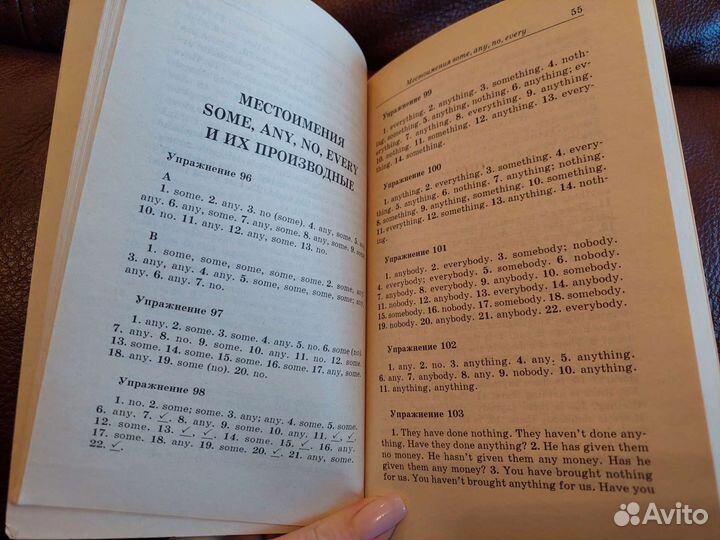 МЕСТОИМЕНИЯ
SOME, ANY, NO, EVERY
И ИХ ПРОИЗВОДНЫЕ
Упражнение 96
A
1. some. 2. any. 3. no (some). 4. any, some. 5.
any. 6. any, some. 7. any, some. 8. any, some. 9. some.
10. no. 11. any. 12. any, some. 13. no.
B
1. some, some, some, some, some. 2. some, any.
3. any, any. 4. any. 5. some, some, some, some;
any. 6. any. 7. no.
Упражнение 97
1. any. 2. some. 3. some. 4. any. 5. no. 6. some (no).
7. any. 8. no. 9. some. 10. any. 11. no. 12. some.
13. some. 14. some. 15. some. 16. some. 17. any, some.
18. any. 19. some (no). 20. no.
Упражнение 98
1. no. 2. some; some. 3. any; any. 4. some. 5. some.
6. any. 7. ✓. 8. any. 9. some. 10. any. 11. ✓, ✓.
12. some. 13. ✓, ✓. 14. some. 15. ✓. 16. any.
17. some. 18. any. 19. some. 20. ✓. 21. any, some.
22. ✓.
55
Местоимения some, any, no, every
Упражнение 99
1. everything. 2. anything. 3. something. 4. noth-
ing; something. 5. anything, nothing. 6. anything; ev-
erything. 7. anything. 8. everything. 9. anything.
10. nothing. 11. something. 12. anything. 13. every-
thing. 14. something.
Упражнение 100
1. anything. 2. everything. 3. something. 4. every-
thing. 5. anything. 6. nothing. 7. anything; nothing.
8. something. 9. anything, something. 10. anything.
11. everything. 12. something. 13. anything. 14. noth-
ing.
Упражнение 101
1. anybody. 2. everybody. 3. somebody; nobody.
4. everybody; everybody. 5. somebody. 6. nobody.
7. anybody. 8. everybody. 9. anybody. 10. somebody.
11. nobody. 12. anybody. 13. everybody. 14. anybody.
15. somebody. 16. nobody. 17. somebody. 18. somebody.
19. nobody. 20. anybody. 21. anybody. 22. everybody.
Упражнение 102
1. any. 2. no. 3. anything. 4. any. 5. anything.
6. any. 7. anybody. 8. any. 9. nobody. 10. anything.
11. anything, anything.
Упражнение 103
1. They have done nothing. They haven't done any-
thing. Have they done anything? 2. He has given them
no money. He hasn't given them any money. Has he
given them any money? 3. You have brought nothing
for us. You haven't brought anything for us. Have you
Avito